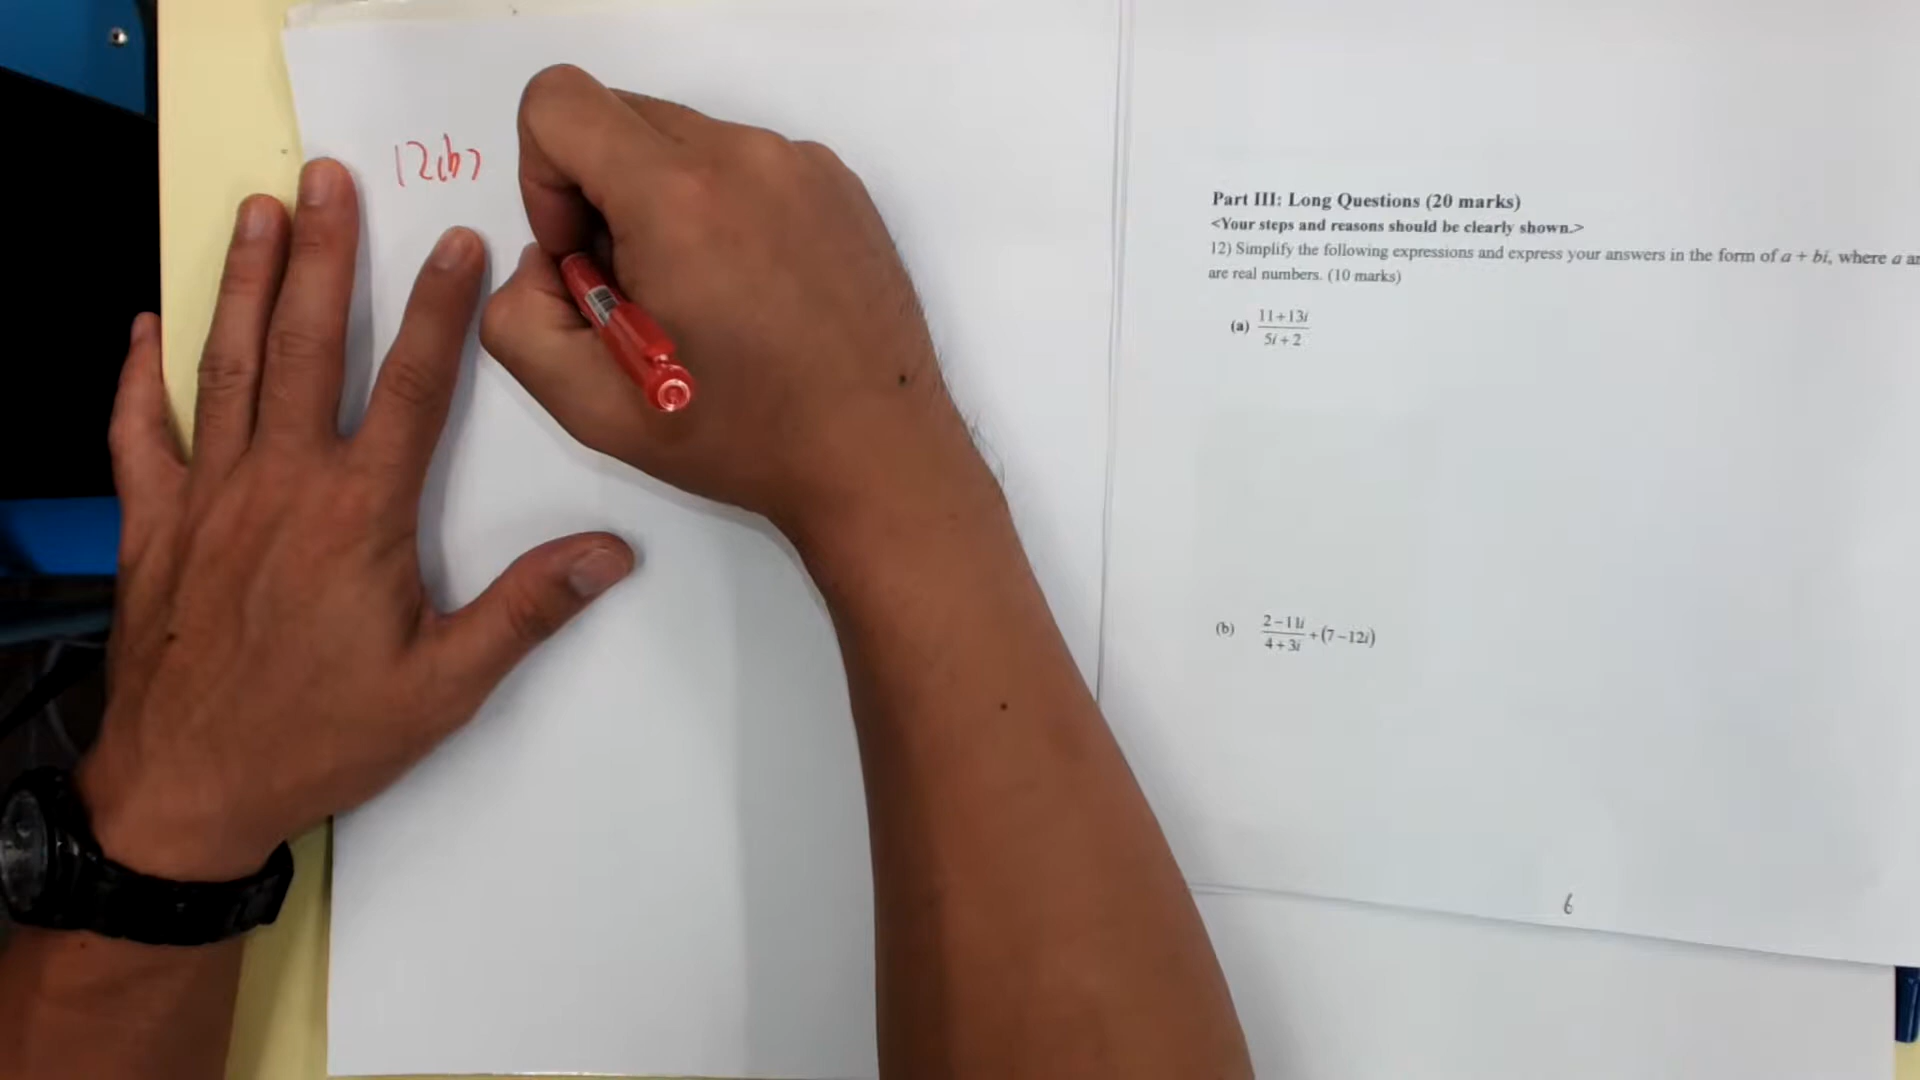 12(b)
Part III: Long Questions (20 marks)
<Your steps and reasons should be clearly shown.>
12) Simplify the following expressions and express your answers in the form of a + bi, where a
are real numbers. (10 marks)
(a) \frac{11+13i}{5i+2}
(b) \frac{2-11i}{4+3i}+(7-12i)
6